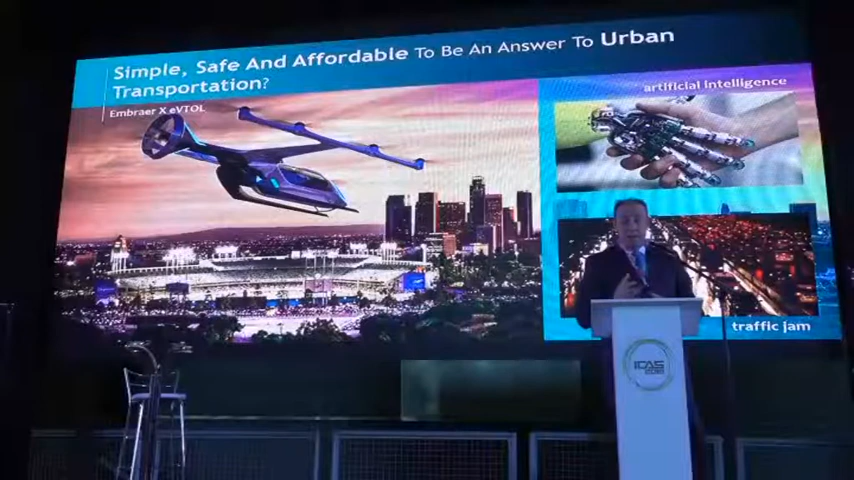 Simple, Safe And Affordable To Be An Answer To Urban
Transportation?
Embraer X eVTOL
artificial Intelligence
traffic jam
ICAS